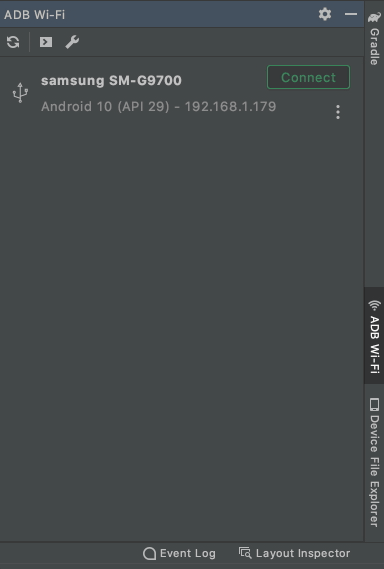 ADB Wi-Fi
samsung SM-G9700
Connect
Android 10 (API 29) - 192.168.1.179
Gradle
ADB Wi-Fi
Device File Explorer
Event Log
Layout Inspector